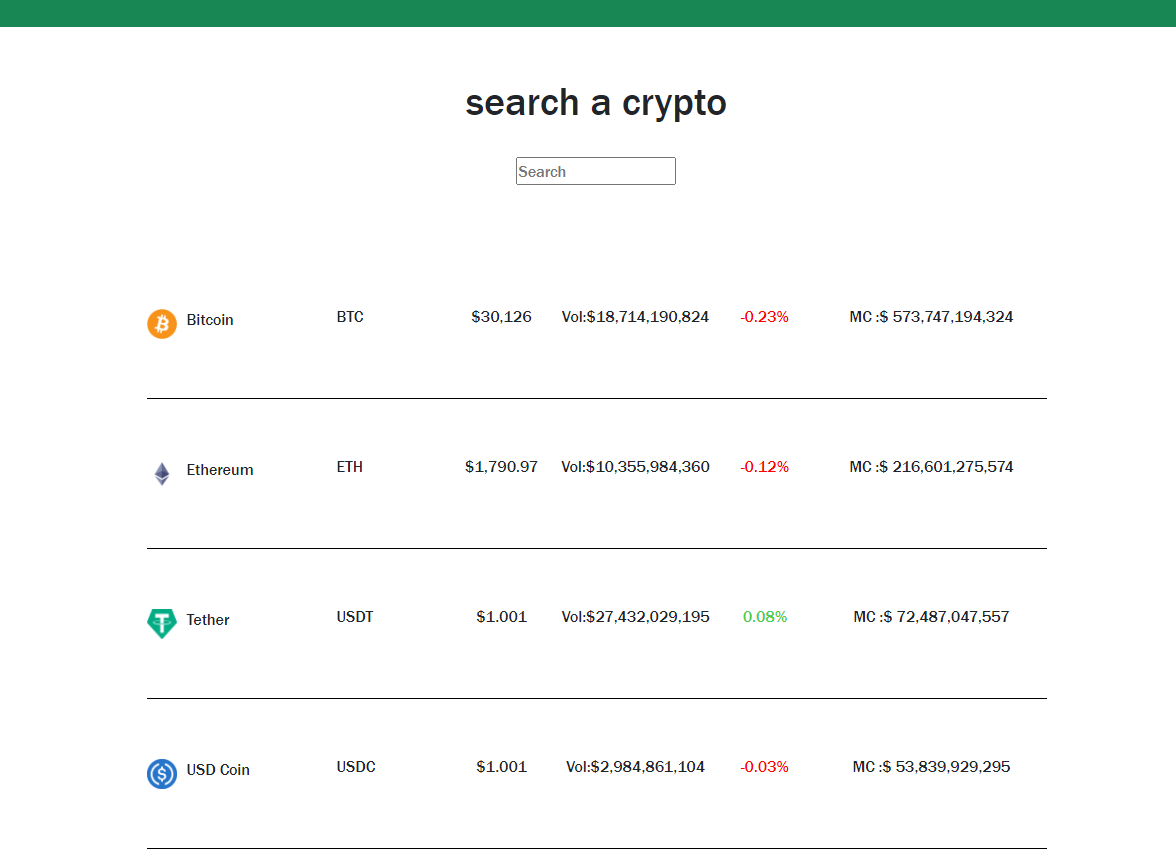 search a crypto
Search
Bitcoin BTC $30,126 Vol:$18,714,190,824 -0.23% MC :$ 573,747,194,324
Ethereum ETH $1,790.97 Vol:$10,355,984,360 -0.12% MC :$ 216,601,275,574
Tether USDT $1.001 Vol:$27,432,029,195 0.08% MC :$ 72,487,047,557
USD Coin USDC $1.001 Vol:$2,984,861,104 -0.03% MC :$ 53,839,929,295